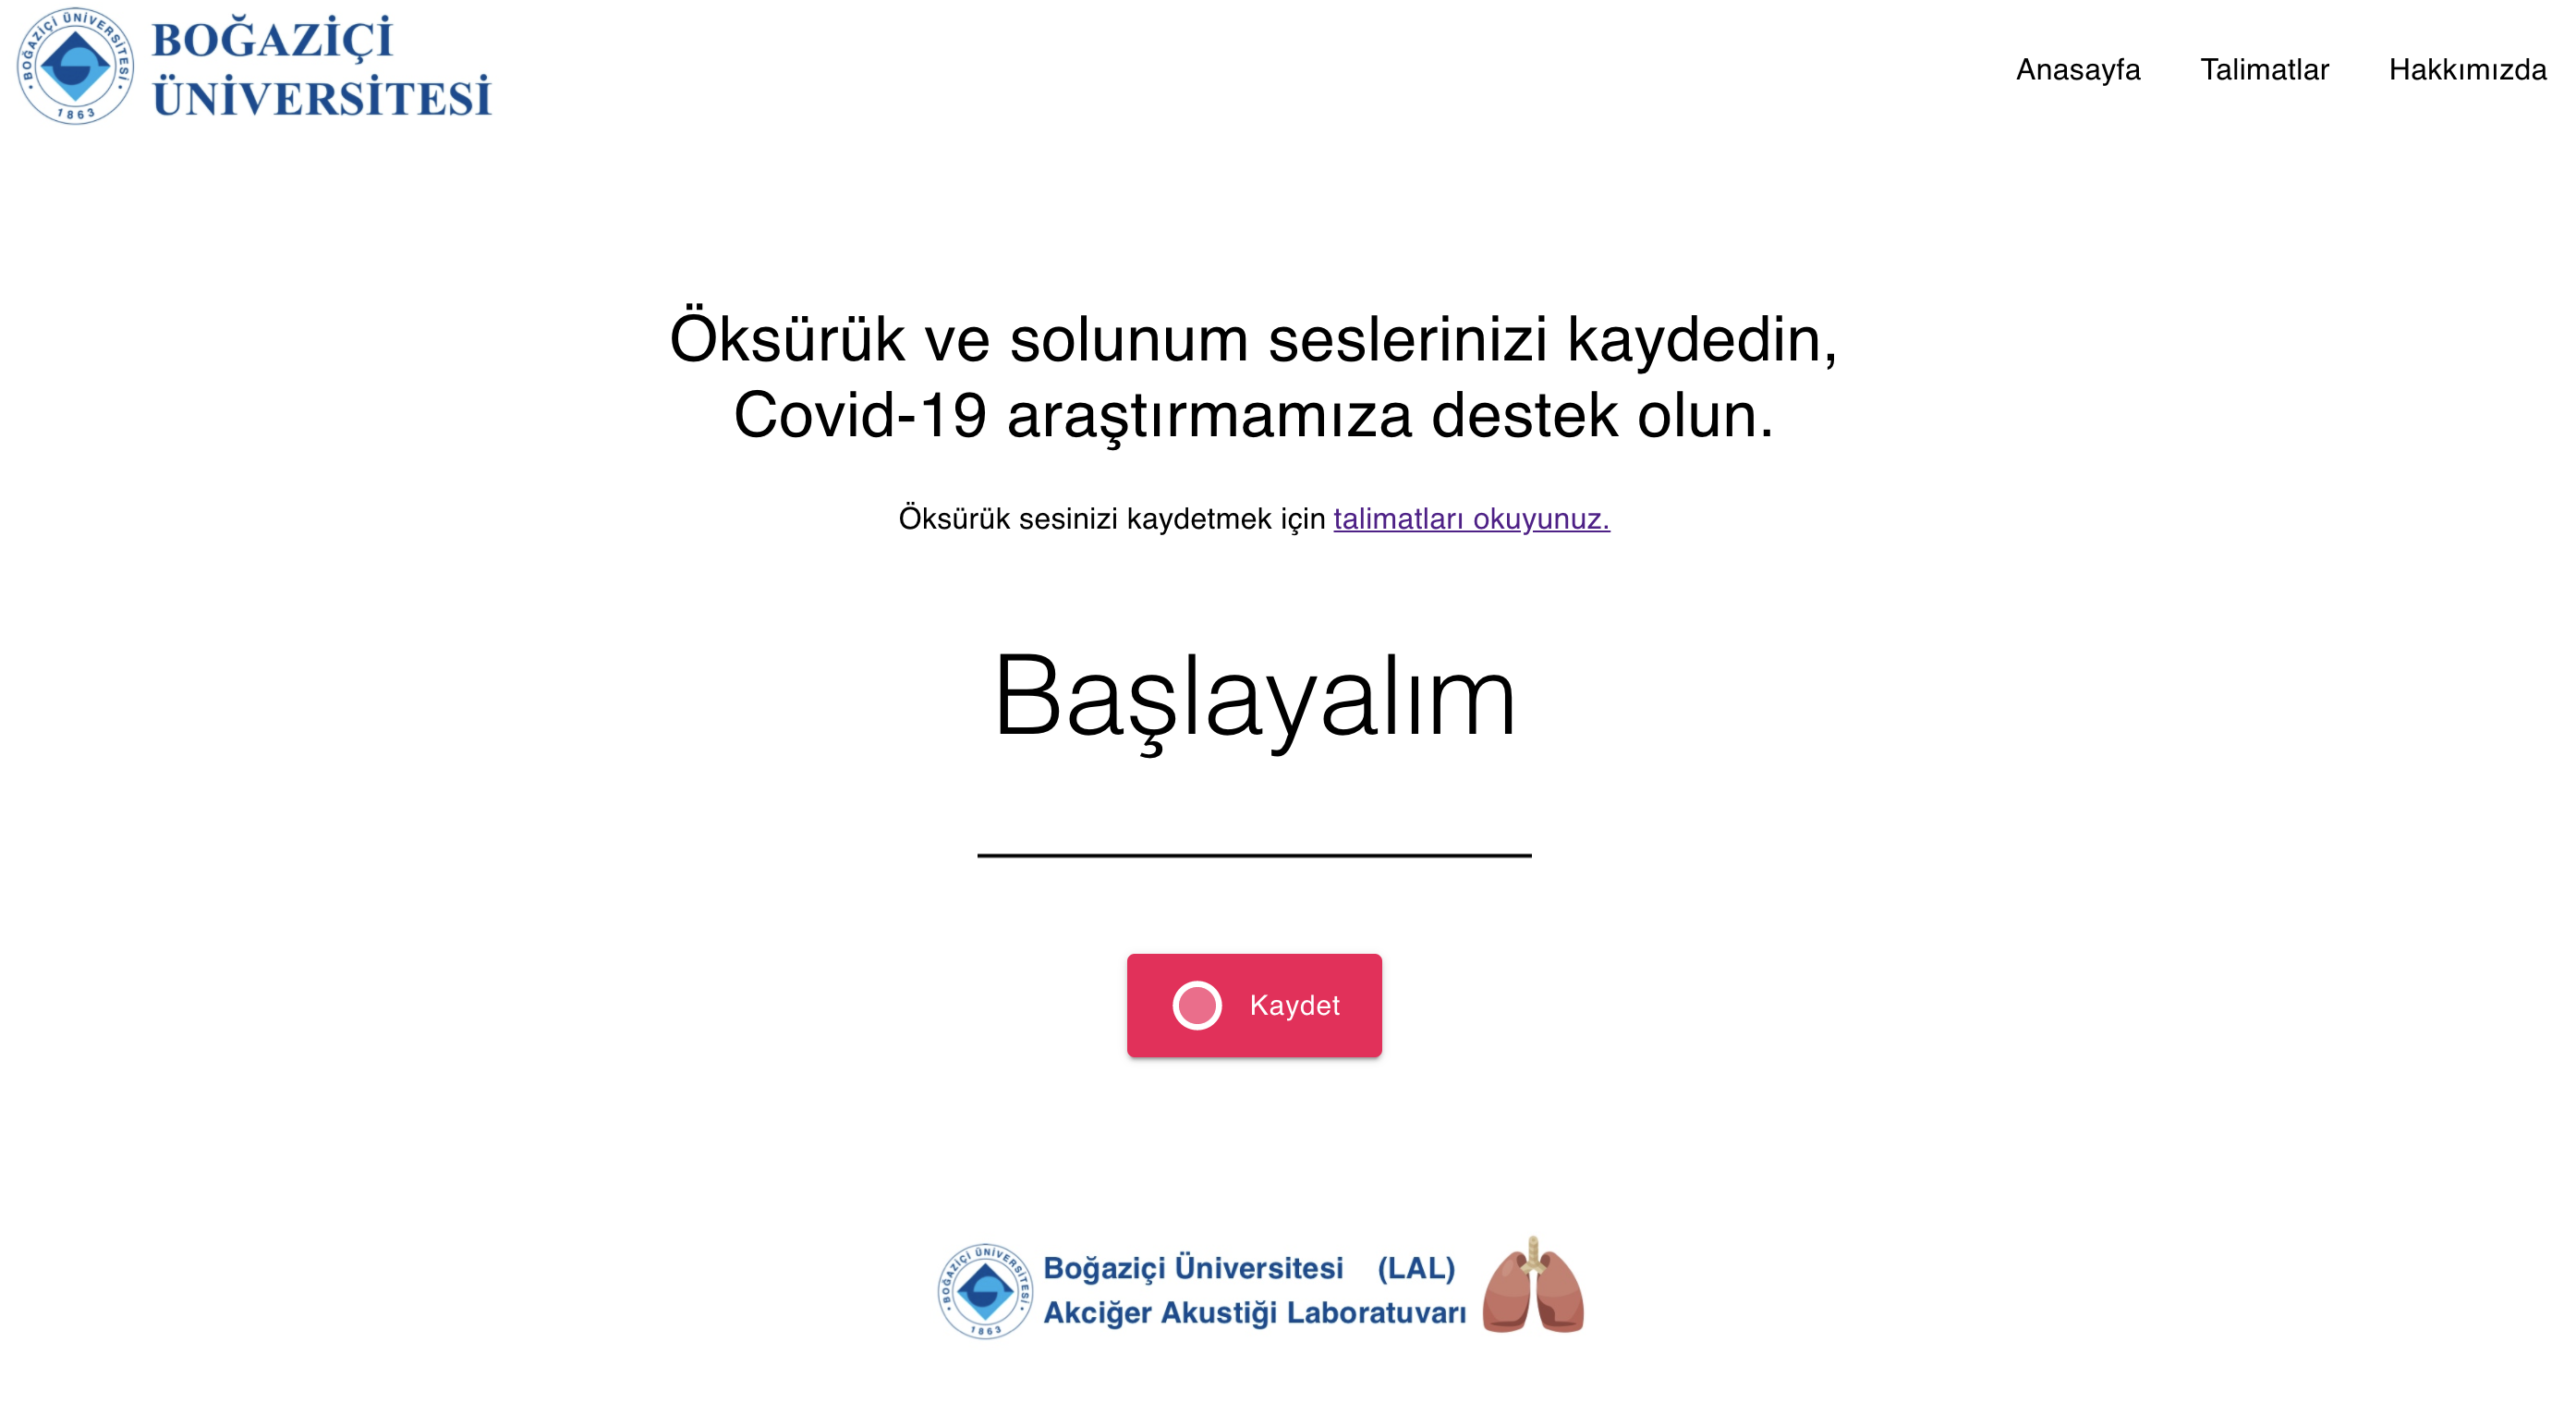 BOĞAZİÇİ ÜNİVERSİTESİ
1863
BOĞAZİÇİ
ÜNİVERSİTESİ
Anasayfa Talimatlar Hakkımızda
Öksürük ve solunum seslerinizi kaydedin,
Covid-19 araştırmamıza destek olun.
Öksürük sesinizi kaydetmek için talimatları okuyunuz.
Başlayalım
Kaydet
BOĞAZİÇİ ÜNİVERSİTESİ
1863
Boğaziçi Üniversitesi (LAL)
Akciğer Akustiği Laboratuvarı